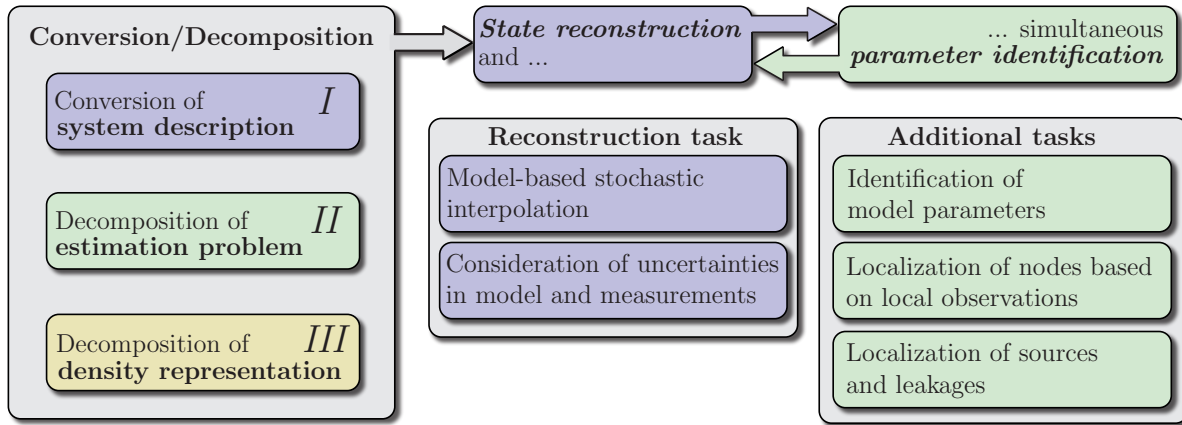 Conversion/Decomposition
Conversion of
system description
I
Decomposition of
estimation problem
II
Decomposition of
density representation
III
State reconstruction
and ...
... simultaneous
parameter identification
Reconstruction task
Model-based stochastic
interpolation
Consideration of uncertainties
in model and measurements
Additional tasks
Identification of
model parameters
Localization of nodes based
on local observations
Localization of sources
and leakages